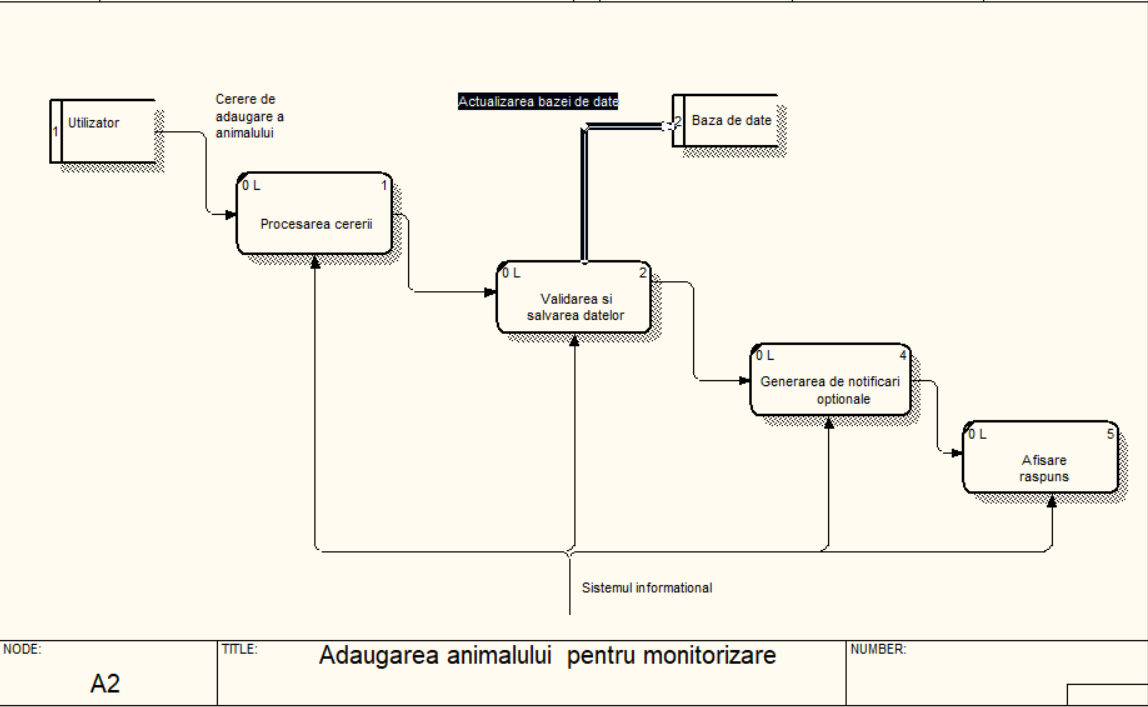 1
Utilizator
Cerere de
adaugare a
animalului
Actualizarea bazei de date
2
Baza de date
0 L
1
Procesarea cererii
0 L
2
Validarea si
salvarea datelor
0 L
4
Generarea de notificari
optionale
0 L
5
Afisare
raspuns
Sistemul informational
NODE:
A2
TITLE:
Adaugarea animalului pentru monitorizare
NUMBER: